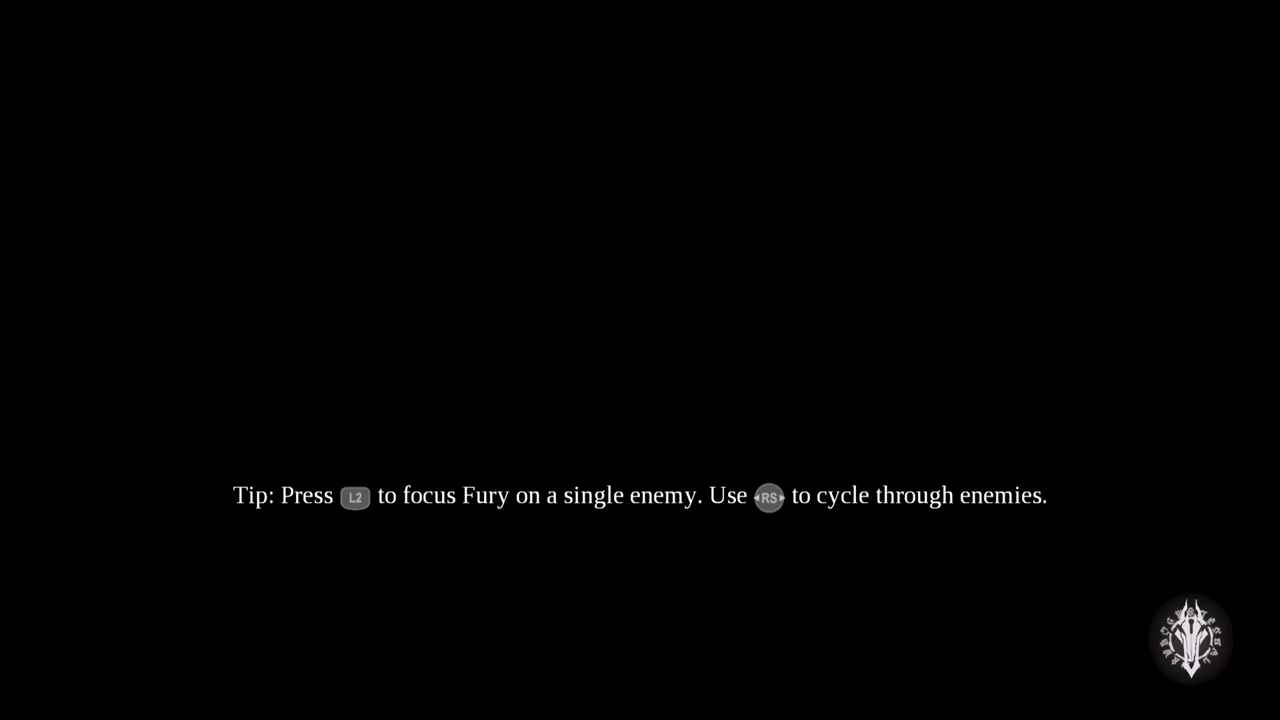 Tip: Press L2 to focus Fury on a single enemy. Use RS to cycle through enemies.